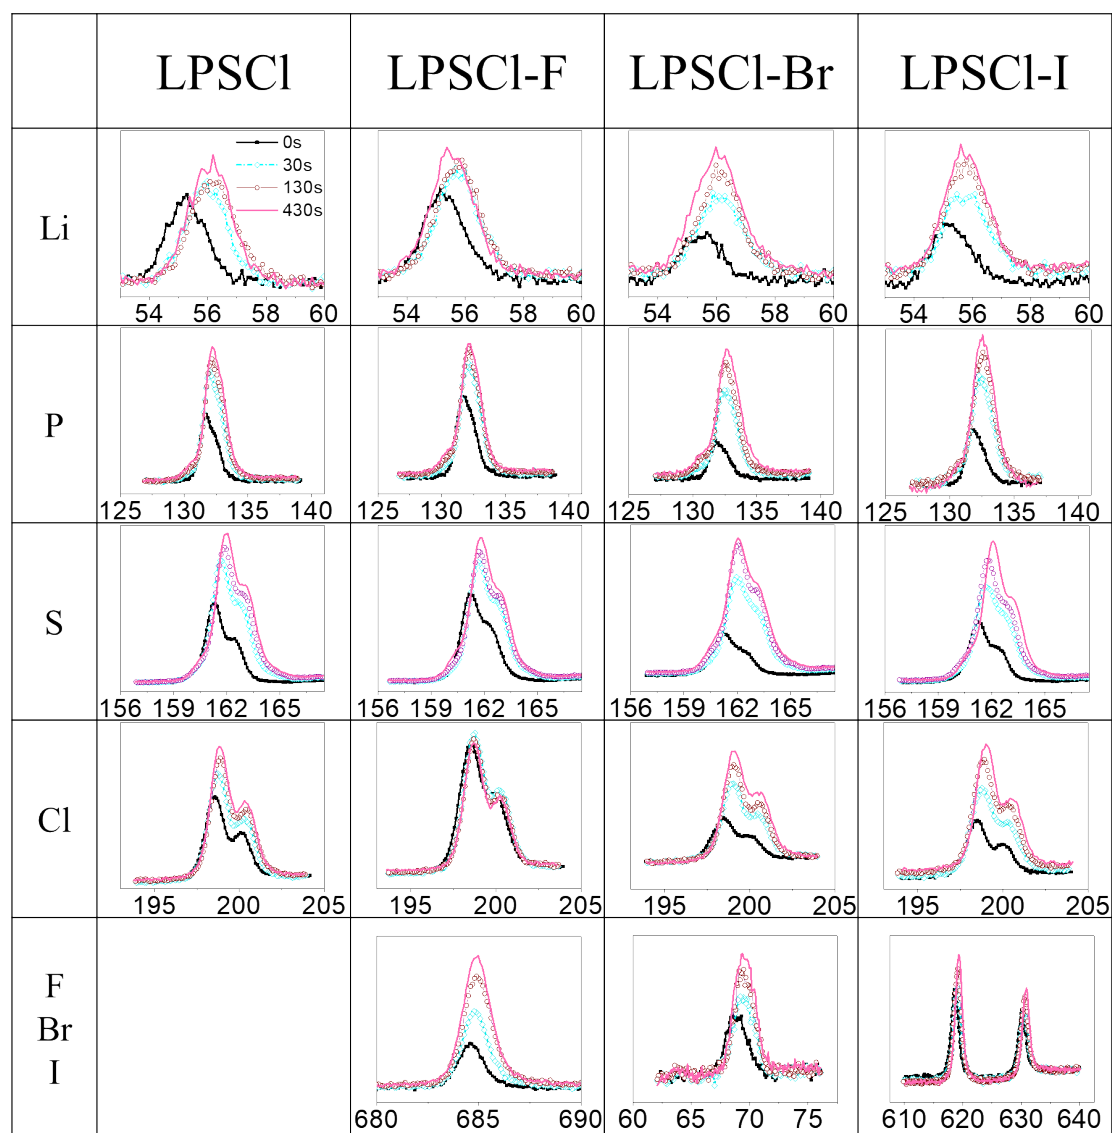 LPSCl LPSCl-F LPSCl-Br LPSCl-I
Li
0s
30s
130s
430s
54 56 58 60
54 56 58 60
54 56 58 60
54 56 58 60
P
125 130 135 140
125 130 135 140
125 130 135 140
125 130 135 140
S
156 159 162 165
156 159 162 165
156 159 162 165
156 159 162 165
Cl
195 200 205
195 200 205
195 200 205
195 200 205
F
Br
I
680 685 690
60 65 70 75
610 620 630 640